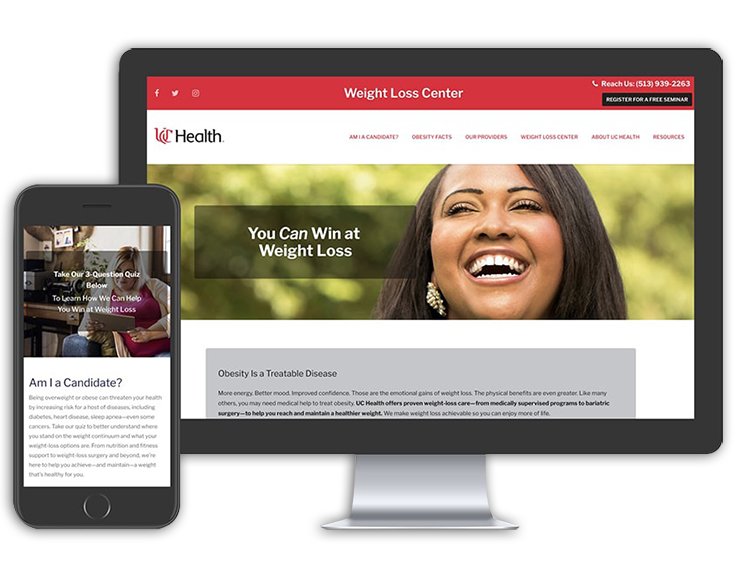 Weight Loss Center
Reach Us: (513) 939-2263
REGISTER FOR A FREE SEMINAR
UC Health.
AM I A CANDIDATE?
OBESITY FACTS
OUR PROVIDERS
WEIGHT LOSS CENTER
ABOUT UC HEALTH
RESOURCES
You Can Win at
Weight Loss
Obesity Is a Treatable Disease
More energy. Better mood. Improved confidence. Those are the emotional gains of weight loss. The physical benefits are even greater. Like many
others, you may need medical help to treat obesity. UC Health offers proven weight-loss care—from medically supervised programs to bariatric
surgery—to help you reach and maintain a healthier weight. We make weight loss achievable so you can enjoy more of life.
Take Our 3-Question Quiz
Below
To Learn How We Can Help
You Win at Weight Loss
Am I a Candidate?
Being overweight or obese can threaten your health
by increasing risk for a host of diseases, including
diabetes, heart disease, sleep apnea—even some
cancers. Take our quiz to better understand where
you stand on the weight continuum and what your
weight-loss options are. From nutrition and fitness
support to weight-loss surgery and beyond, we're
here to help you achieve—and maintain—a weight
that's healthy for you.